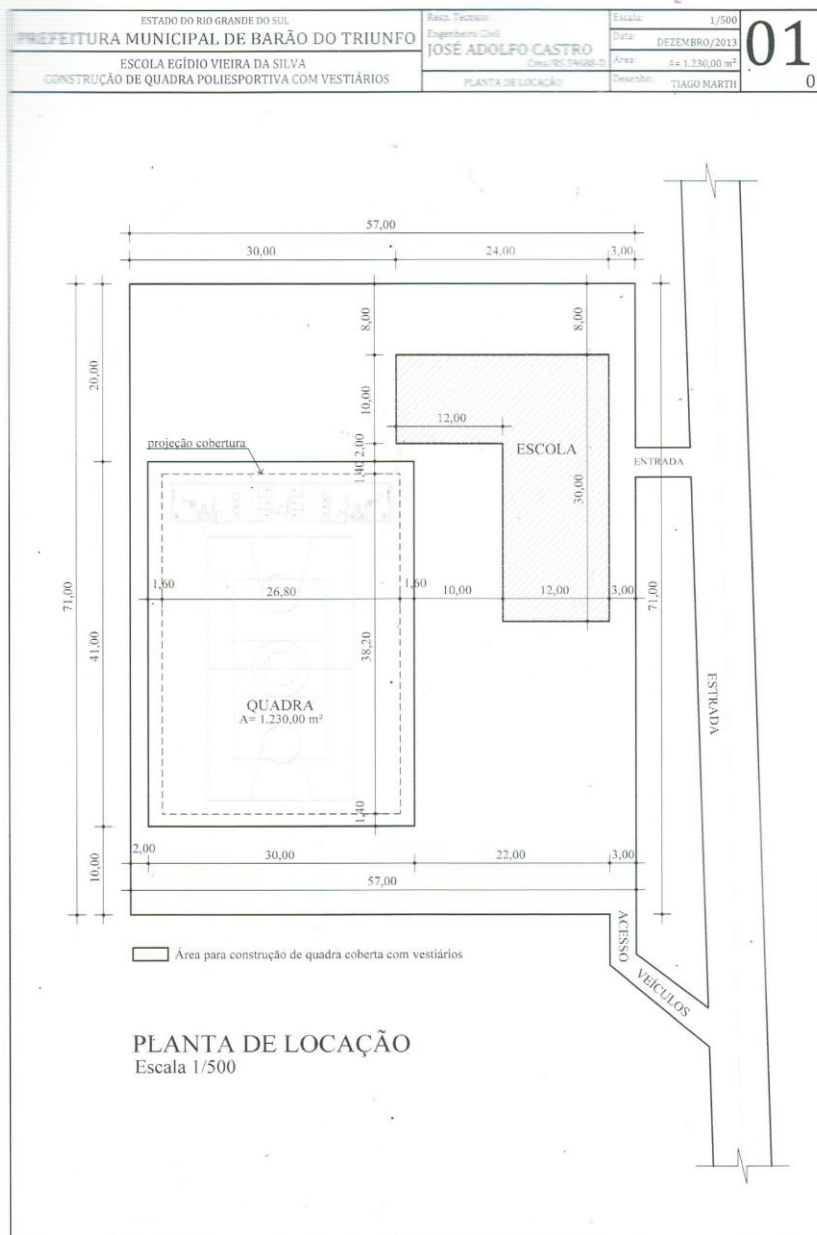 ESTADO DO RIO GRANDE DO SUL
PREFEITURA MUNICIPAL DE BARÃO DO TRIUNFO
ESCOLA EGÍDIO VIEIRA DA SILVA
CONSTRUÇÃO DE QUADRA POLIESPORTIVA COM VESTIÁRIOS
Resp. Técnico:
Engenheiro Civil
JOSÉ ADOLFO CASTRO
Crea/RS 54688-D
PLANTA DE LOCAÇÃO
Escala: 1/500
Data: DEZEMBRO/2013
Área: A= 1.230,00 m²
Desenho: TIAGO MARTH
01
0
57,00
30,00 24,00 3,00
8,00 8,00
20,00
10,00
12,00
ESCOLA
projeção cobertura
2,00
1,40
ENTRADA
30,00
71,00
1,60 26,80 1,60 10,00 12,00 3,00
71,00
41,00
38,20
QUADRA
A= 1.230,00 m²
ESTRADA
1,40
10,00
2,00 30,00 22,00 3,00
57,00
ACESSO
VEÍCULOS
Área para construção de quadra coberta com vestiários
PLANTA DE LOCAÇÃO
Escala 1/500